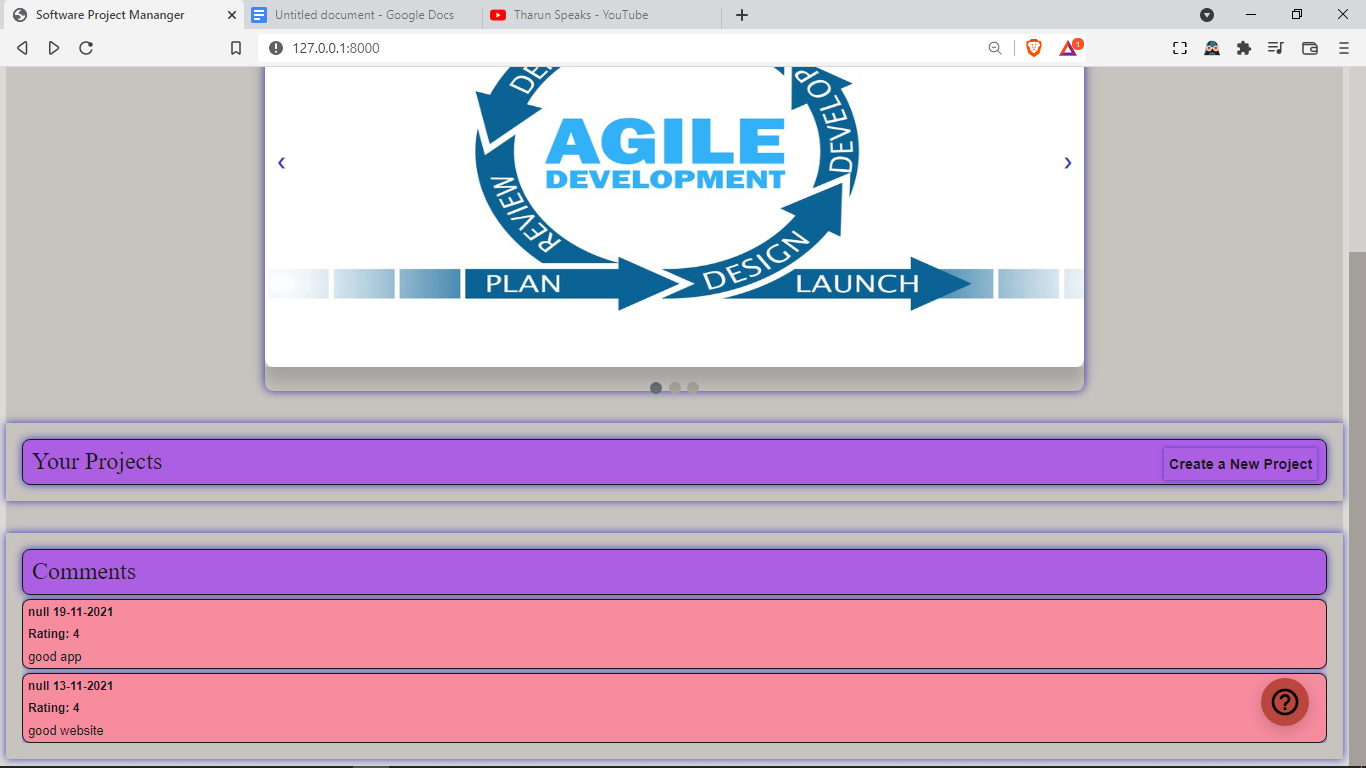 Software Project Mananger
Untitled document - Google Docs
Tharun Speaks - YouTube
127.0.0.1:8000
1
DEVELOP
AGILE
DEVELOPMENT
REVIEW
DESIGN
PLAN
LAUNCH
Your Projects
Create a New Project
Comments
null 19-11-2021
Rating: 4
good app
null 13-11-2021
Rating: 4
good website